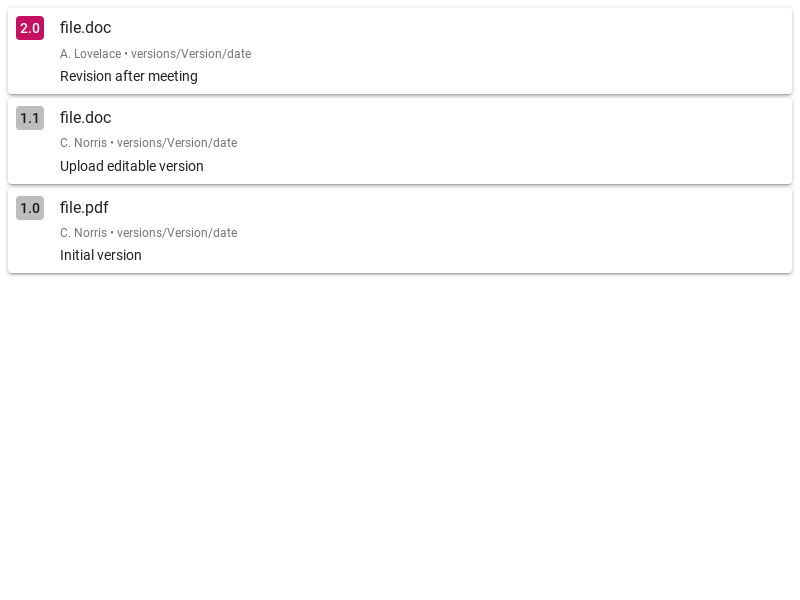 2.0 file.doc
A. Lovelace • versions/Version/date
Revision after meeting
1.1 file.doc
C. Norris • versions/Version/date
Upload editable version
1.0 file.pdf
C. Norris • versions/Version/date
Initial version